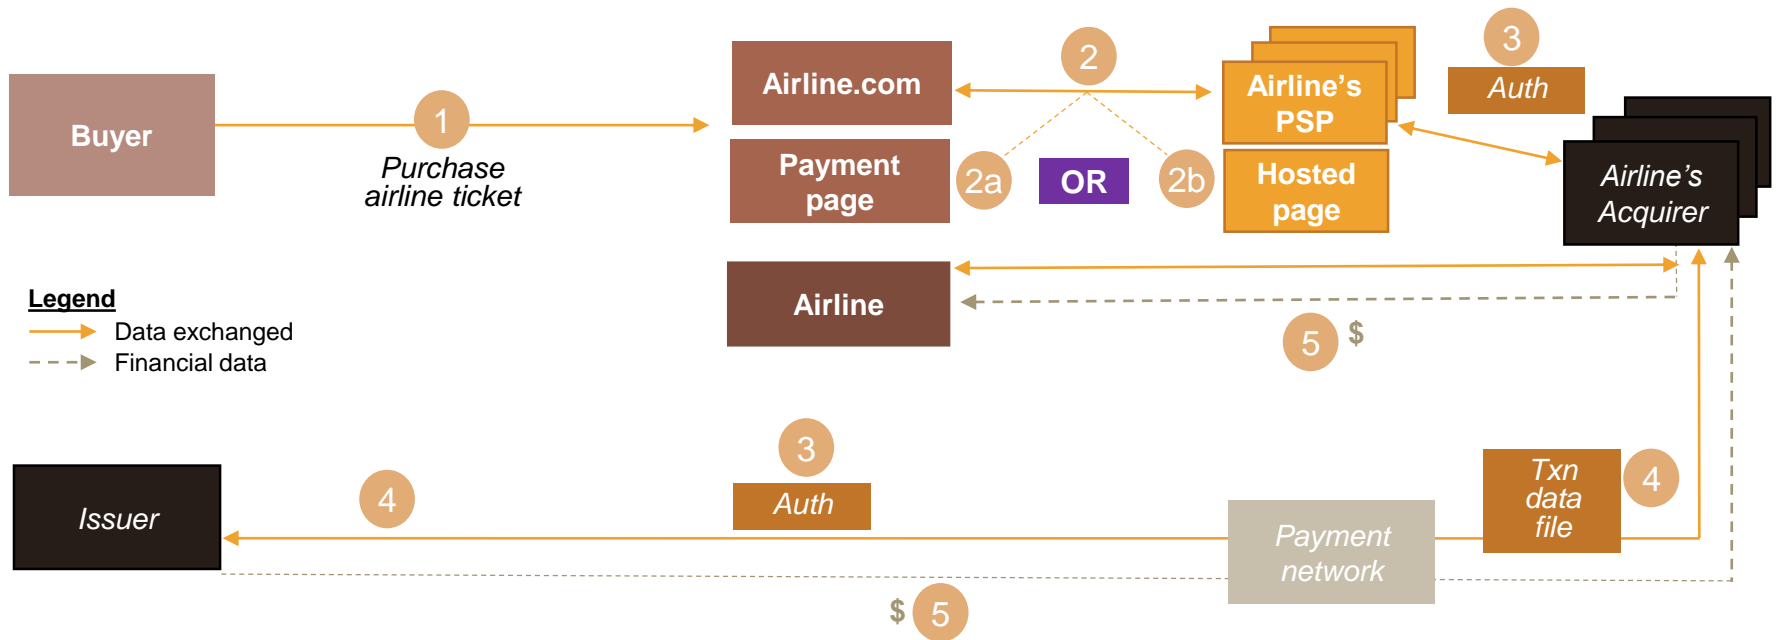 2
3
Airline.com
Airline's
PSP
Auth
Buyer
1
Purchase
airline ticket
Payment
page
2a
OR
2b
Hosted
page
Airline's
Acquirer
Airline
Legend
Data exchanged
Financial data
5
$
3
Auth
4
Issuer
Txn
data
file
4
Payment
network
$
5